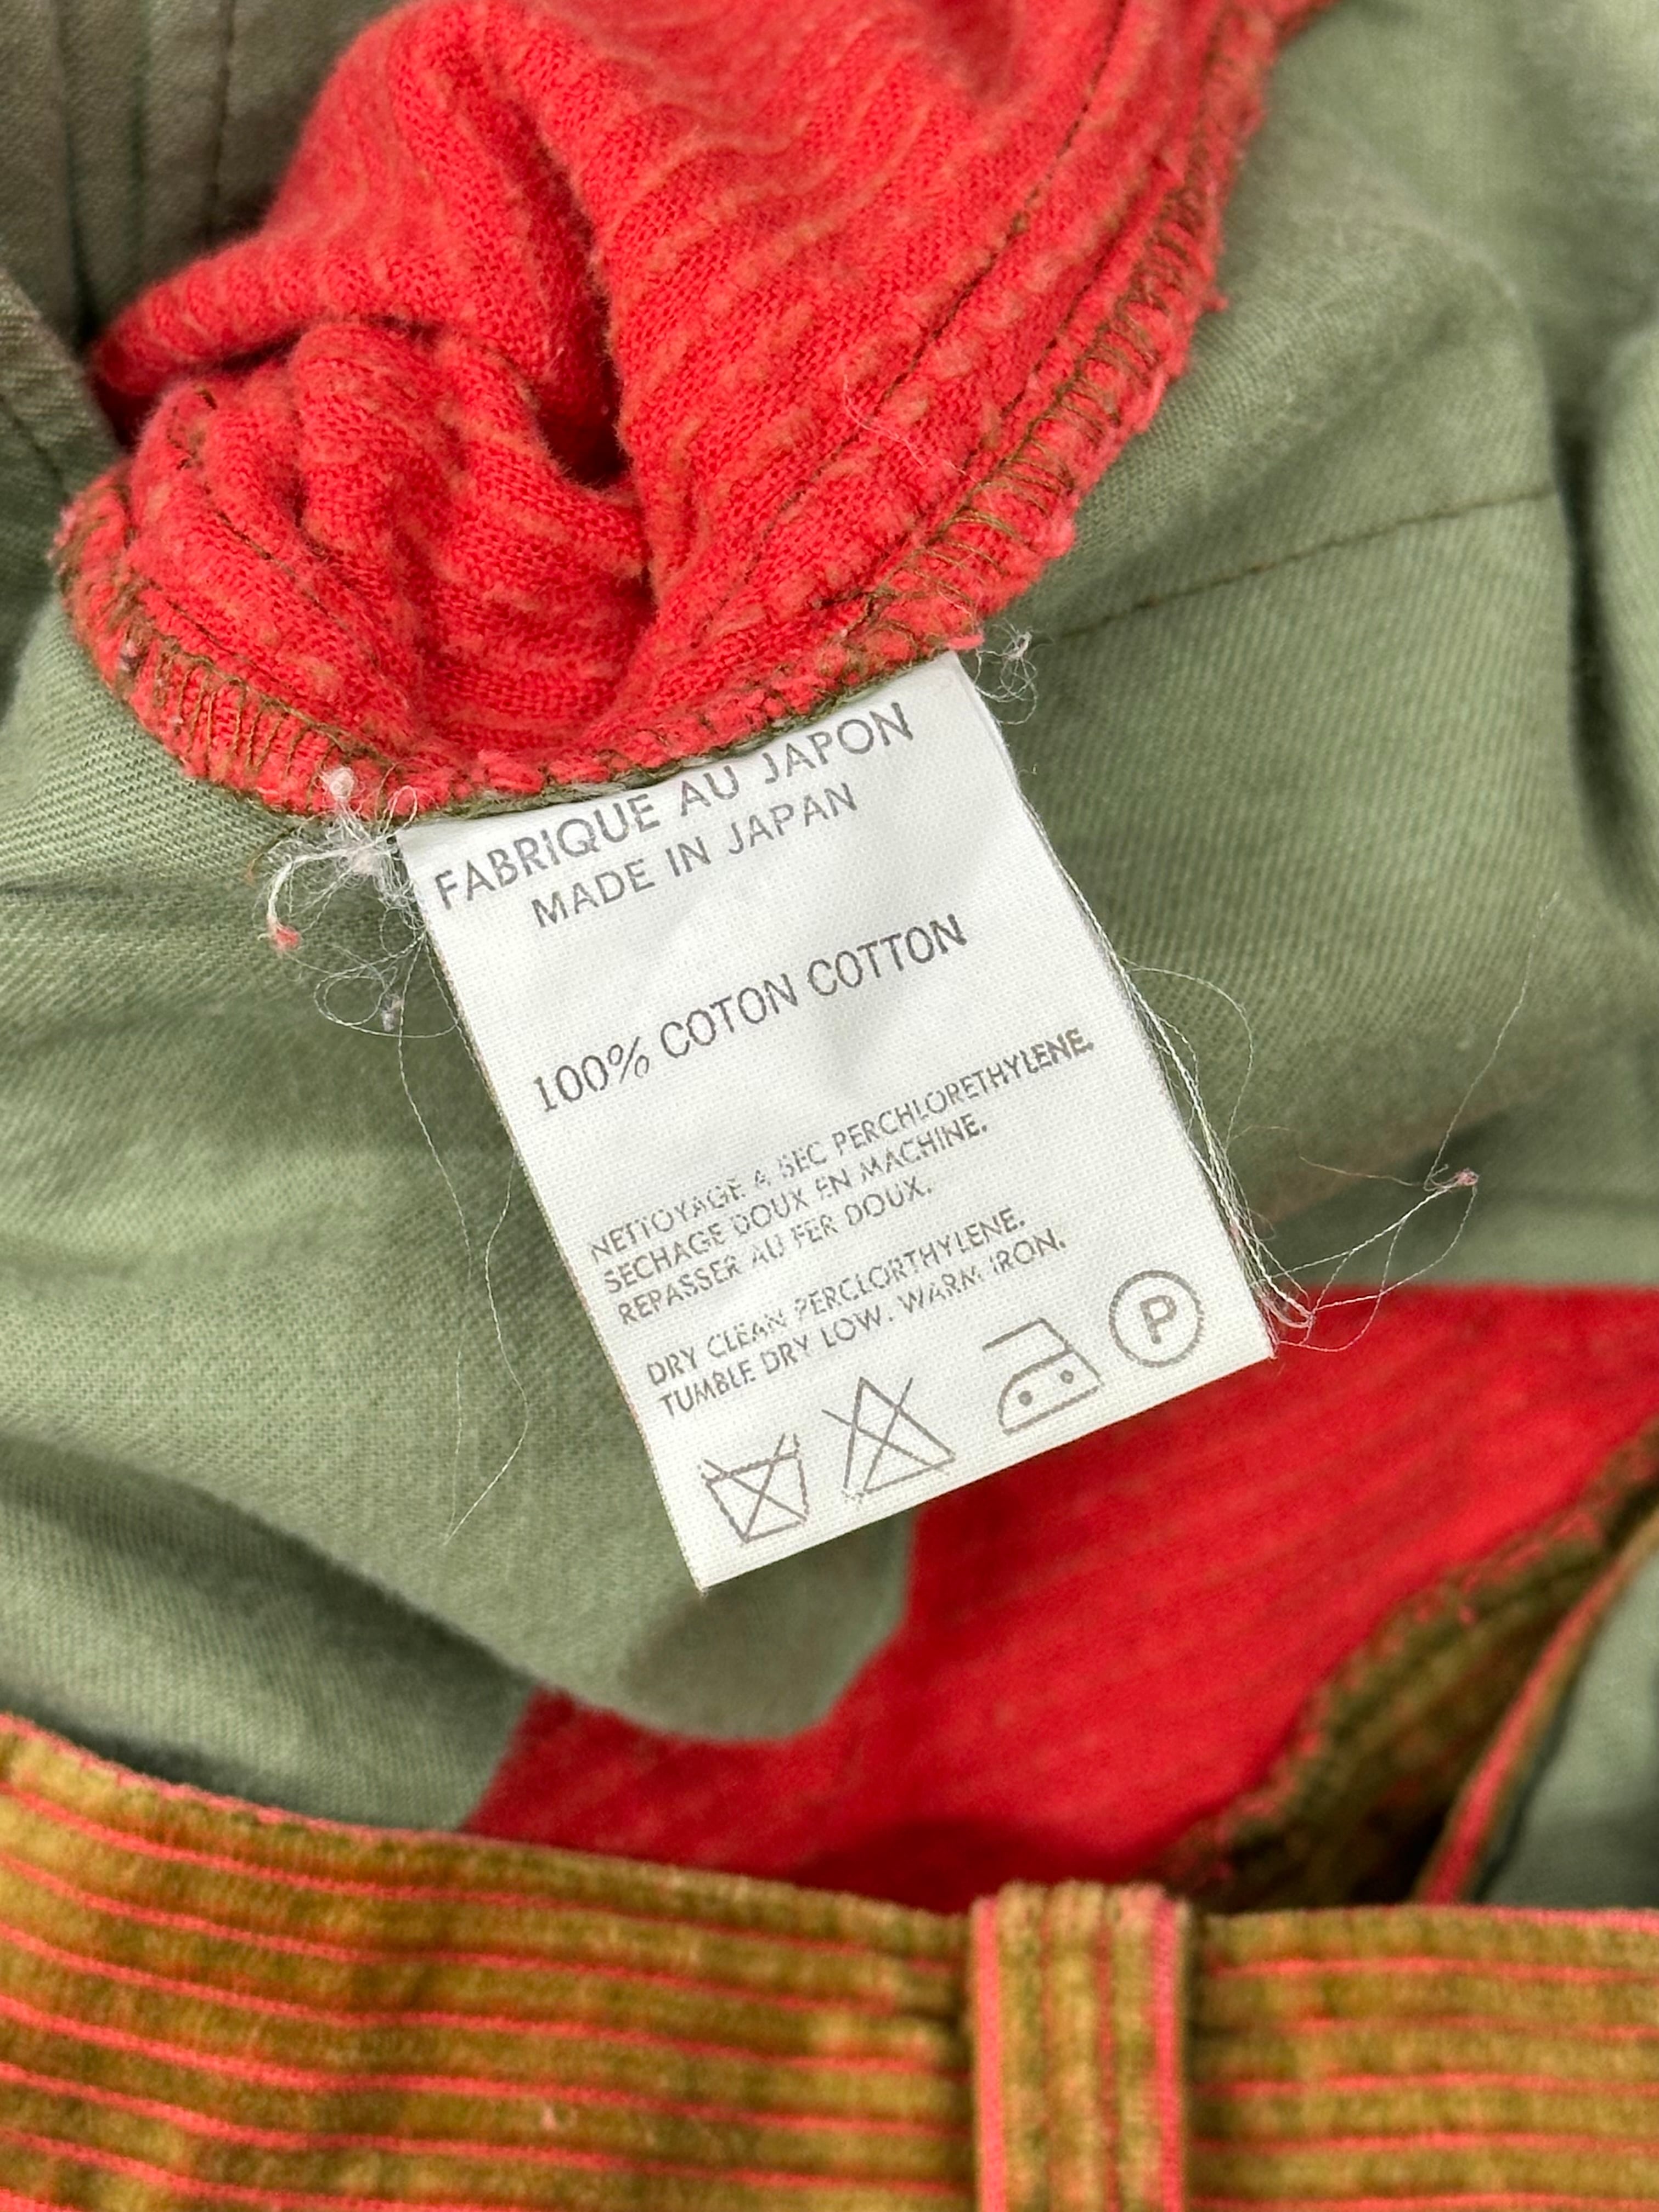 FABRIQUE AU JAPON
MADE IN JAPAN
100% COTON COTTON
NETTOYAGE A SEC PERCHLORETHYLENE.
SECHAGE DOUX EN MACHINE.
REPASSER AU FER DOUX.
DRY CLEAN PERCLORTHYLENE.
TUMBLE DRY LOW. WARM IRON.
P